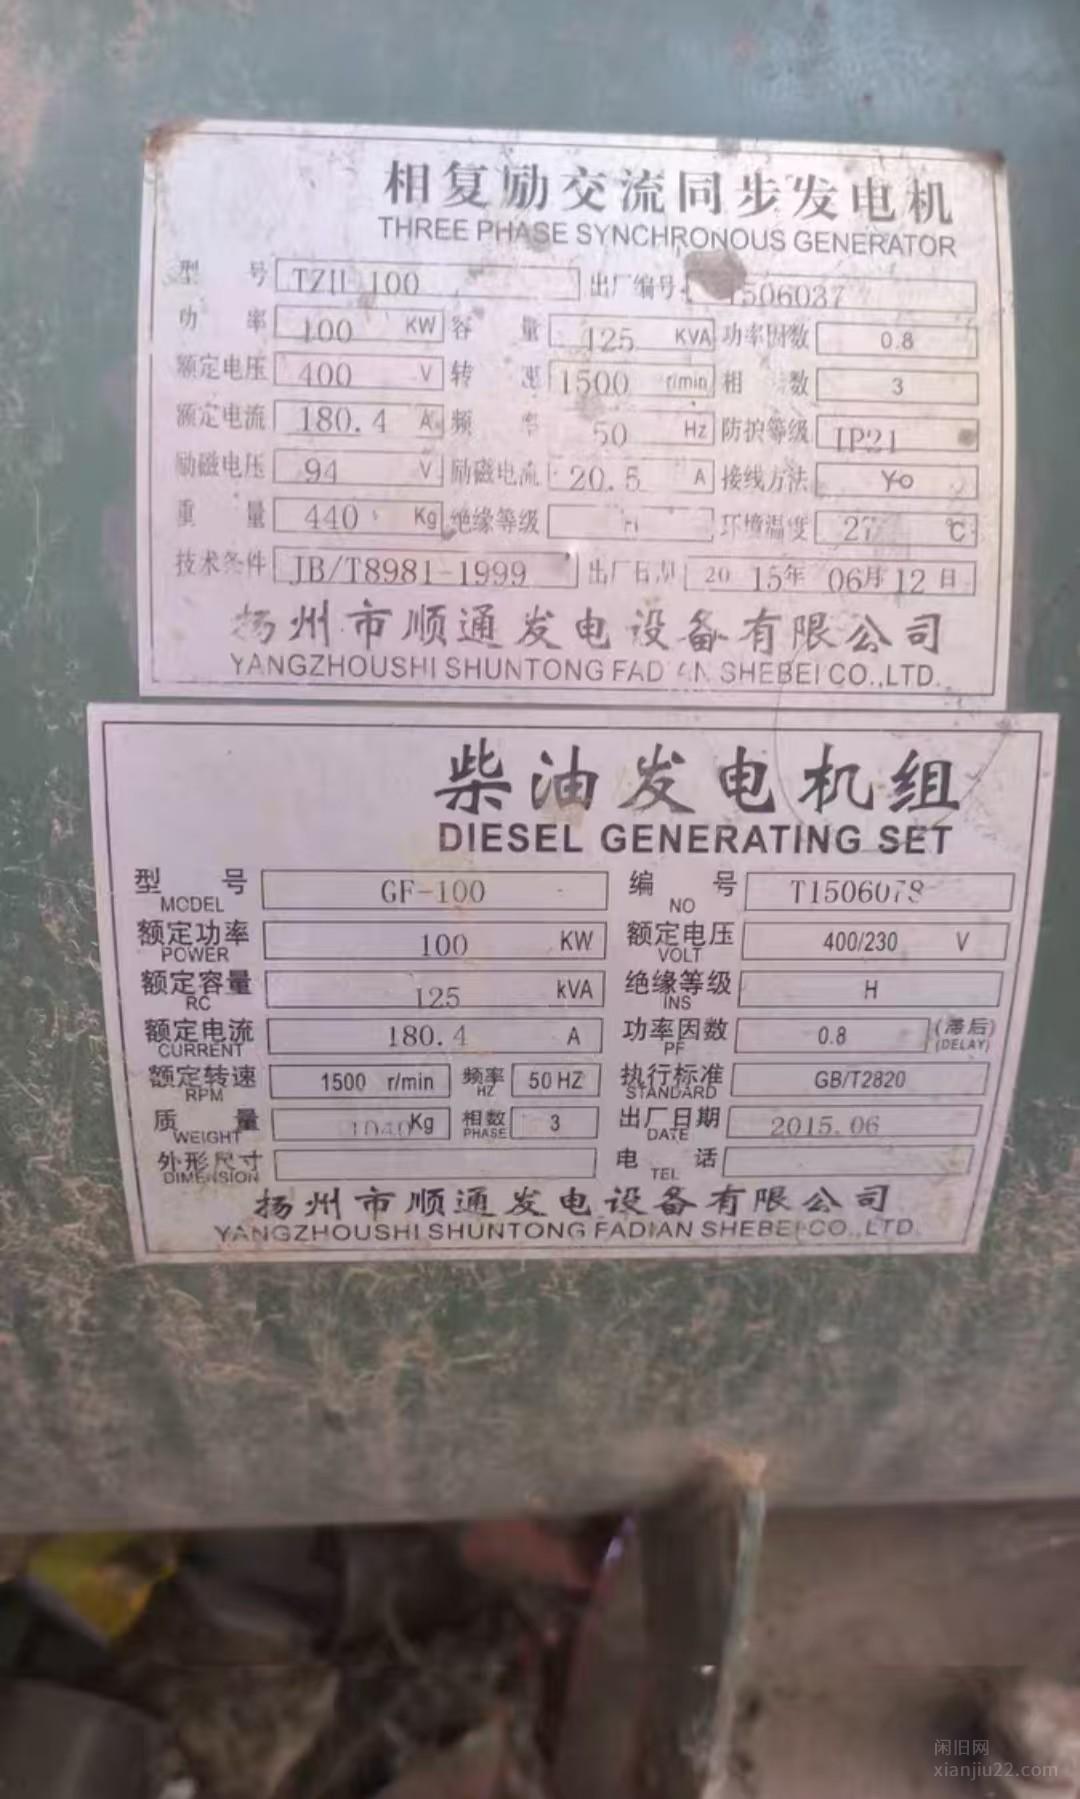 相复励交流同步发电机
THREE PHASE SYNCHRONOUS GENERATOR
型 号 TZH 100 出厂编号 1506037
功 率 100 KW 容 量 125 KVA 功率因数 0.8
额定电压 400 V 转 速 1500 r/min 相 数 3
额定电流 180.4 A 频 率 50 Hz 防护等级 IP21
励磁电压 94 V 励磁电流 20.5 A 接线方法 Yo
重 量 440 Kg 绝缘等级 H 环境温度 27 ℃
技术条件 JB/T8981-1999 出厂日期 20 15年 06月 12 日
扬州市顺通发电设备有限公司
YANGZHOUSHI SHUNTONG FADIAN SHEBEI CO.,LTD.
柴油发电机组
DIESEL GENERATING SET
型 号 GF-100 编 号 T1506078
MODEL NO
额定功率 100 KW 额定电压 400/230 V
POWER VOLT
额定容量 125 kVA 绝缘等级 H
RC INS
额定电流 180.4 A 功率因数 0.8 (滞后)
CURRENT PF (DELAY)
额定转速 1500 r/min 频率 50 HZ 执行标准 GB/T2820
RPM HZ STANDARD
质 量 1040 Kg 相数 3 出厂日期 2015.06
WEIGHT PHASE DATE
外形尺寸 电 话
DIMENSION TEL
扬州市顺通发电设备有限公司
YANGZHOUSHI SHUNTONG FADIAN SHEBEI CO.,LTD.
闲旧网
xianjiu22.com